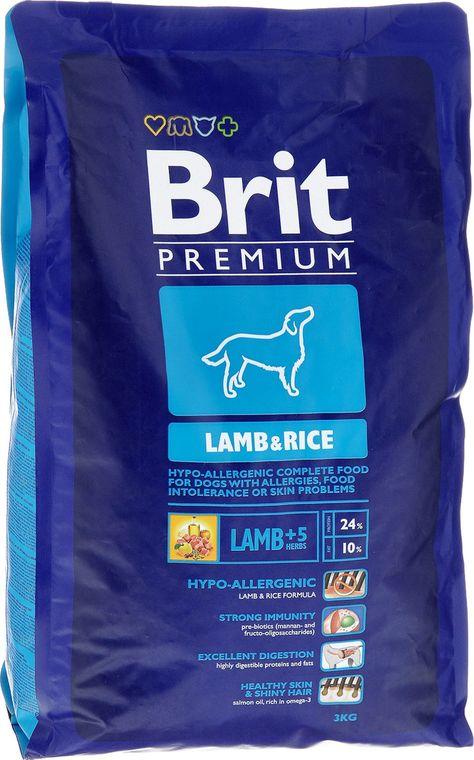 Brit
PREMIUM
LAMB & RICE
HYPO-ALLERGENIC COMPLETE FOOD
FOR DOGS WITH ALLERGIES, FOOD
INTOLERANCE OR SKIN PROBLEMS
LAMB +5
HERBS
PROTEIN 24%
FAT 10%
HYPO-ALLERGENIC
LAMB & RICE FORMULA
STRONG IMMUNITY
pre-biotics (mannan- and
fructo-oligosaccharides)
EXCELLENT DIGESTION
highly digestible proteins and fats
HEALTHY SKIN
& SHINY HAIR
salmon oil, rich in omega-3
3KG